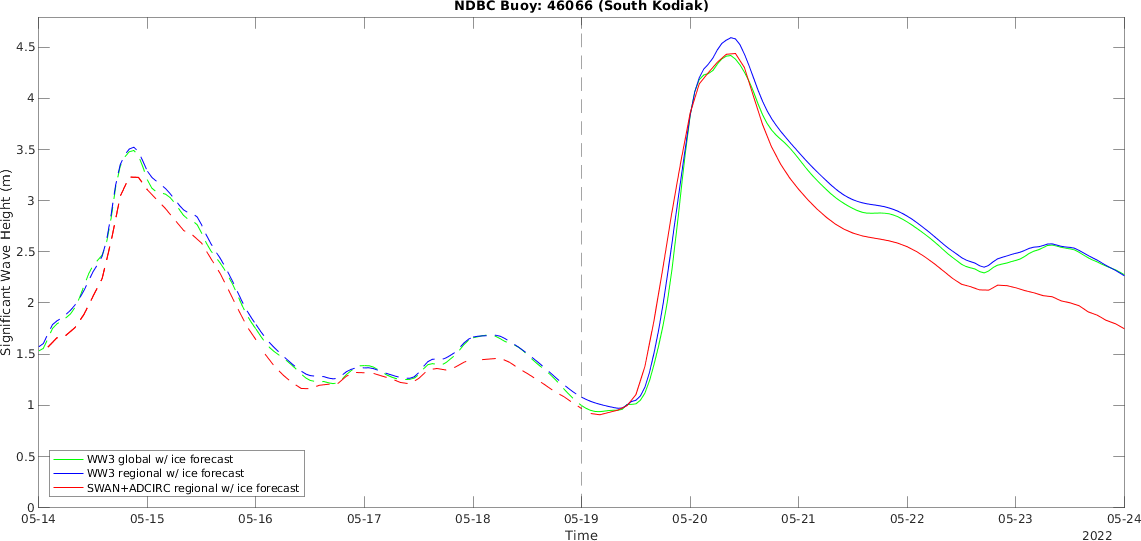 NDBC Buoy: 46066 (South Kodiak)
Significant Wave Height (m)
4.5
4
3.5
3
2.5
2
1.5
1
0.5
0
WW3 global w/ ice forecast
WW3 regional w/ ice forecast
SWAN+ADCIRC regional w/ ice forecast
05-14 05-15 05-16 05-17 05-18 05-19 05-20 05-21 05-22 05-23 05-24
Time
2022